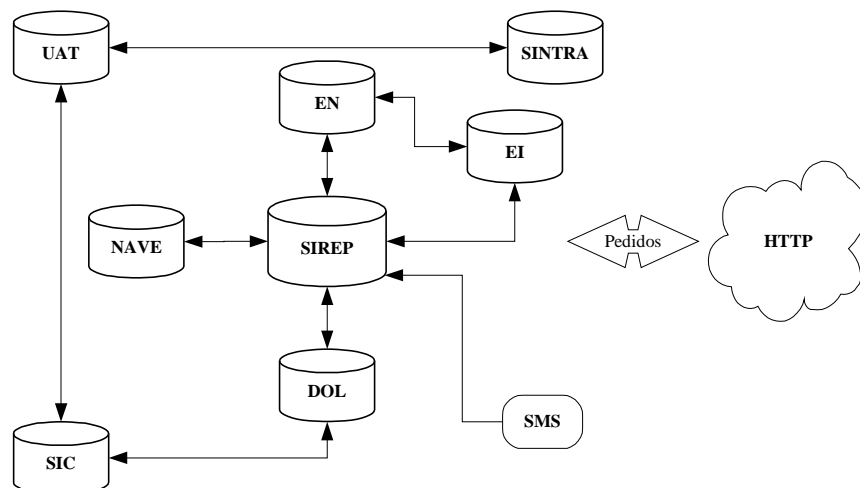 UAT
SINTRA
EN
EI
NAVE
SIREP
Pedidos
HTTP
DOL
SMS
SIC